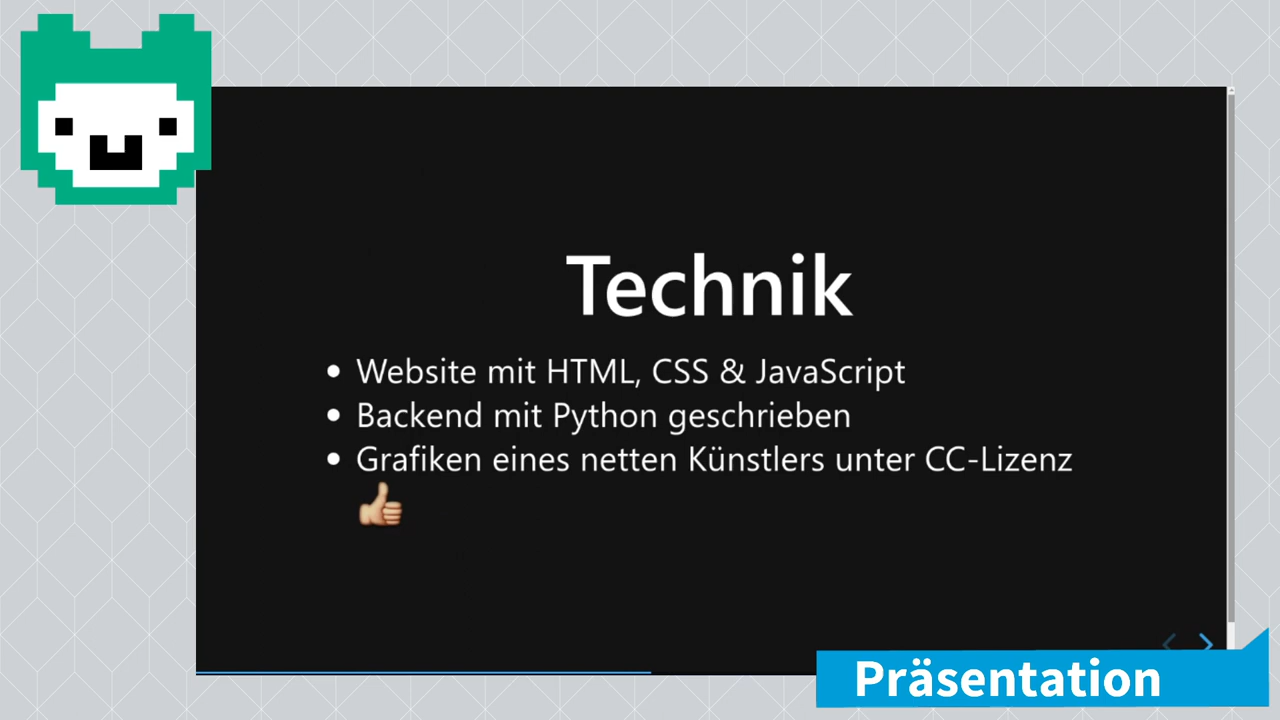 Technik
• Website mit HTML, CSS & JavaScript
• Backend mit Python geschrieben
• Grafiken eines netten Künstlers unter CC-Lizenz
👍🏼
Präsentation